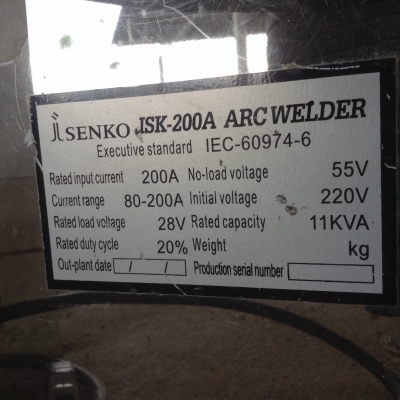 JLSENKO JSK-200A ARC WELDER
Executive standard IEC-60974-6
Rated input current 200A No-load voltage 55V
Current range 80-200A Initial voltage 220V
Rated load voltage 28V Rated capacity 11KVA
Rated duty cycle 20% Weight kg
Out-plant date / / Production serial number